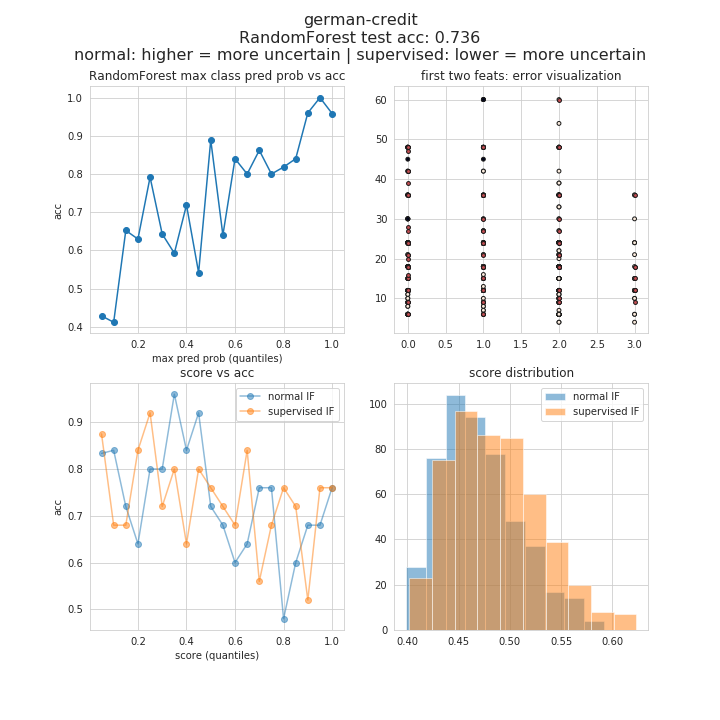 german-credit
RandomForest test acc: 0.736
normal: higher = more uncertain | supervised: lower = more uncertain
RandomForest max class pred prob vs acc
1.0
0.9
0.8
0.7
0.6
0.5
0.4
acc
0.2 0.4 0.6 0.8 1.0
max pred prob (quantiles)
first two feats: error visualization
60
50
40
30
20
10
0.0 0.5 1.0 1.5 2.0 2.5 3.0
score vs acc
normal IF
supervised IF
0.9
0.8
0.7
0.6
0.5
acc
0.2 0.4 0.6 0.8 1.0
score (quantiles)
score distribution
normal IF
supervised IF
100
80
60
40
20
0
0.40 0.45 0.50 0.55 0.60